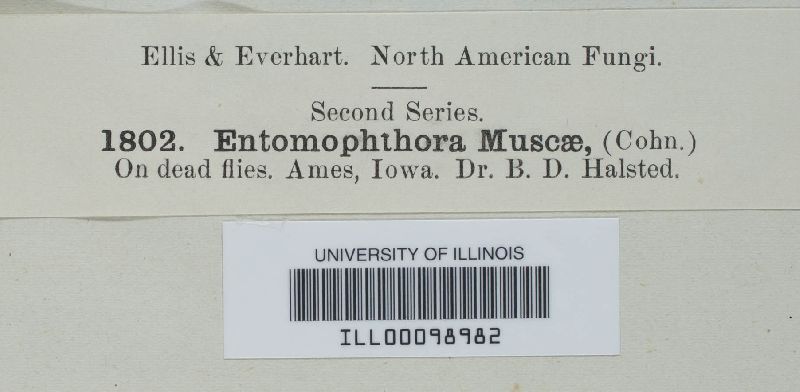 Ellis & Everhart. North American Fungi.
Second Series.
1802. Entomophthora Muscæ, (Cohn.)
On dead flies. Ames, Iowa. Dr. B. D. Halsted.
UNIVERSITY OF ILLINOIS
ILL00098982